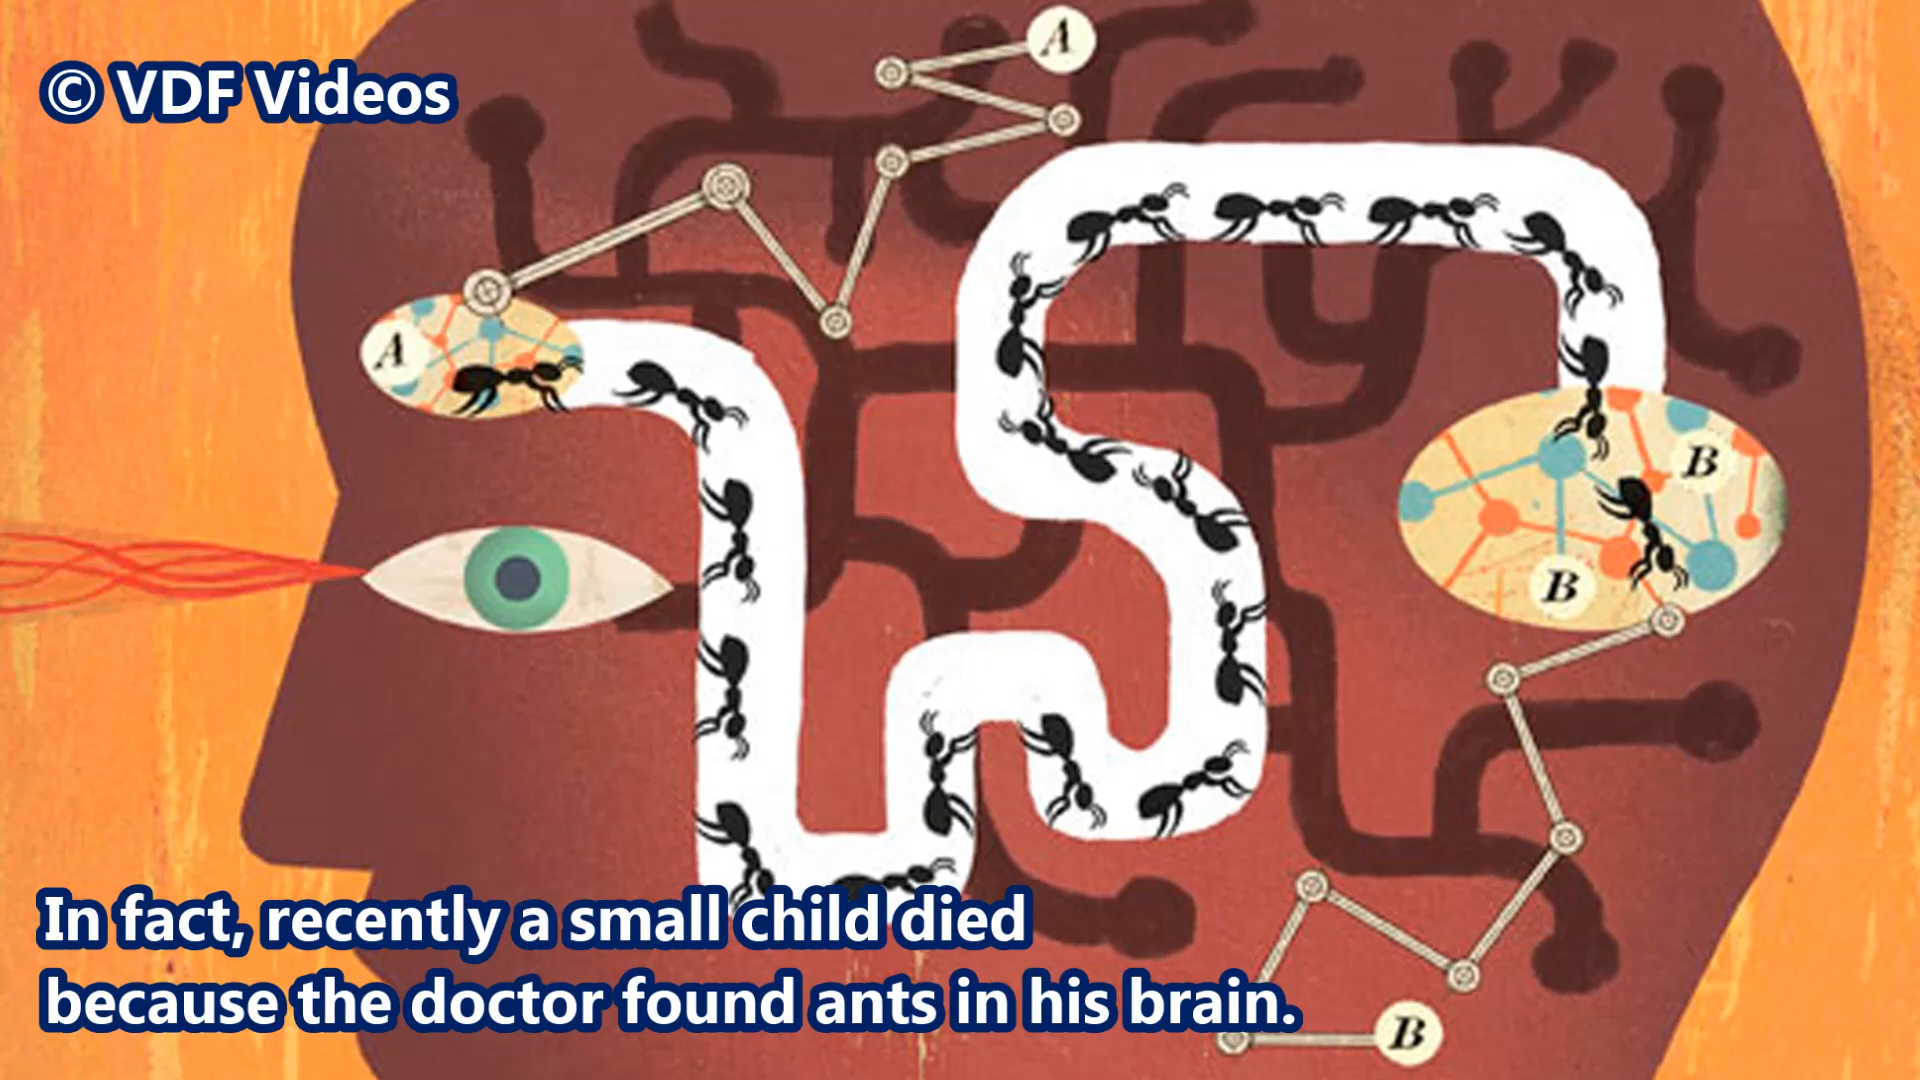 © VDF Videos
A
A
B
B
In fact, recently a small child died
because the doctor found ants in his brain.
B